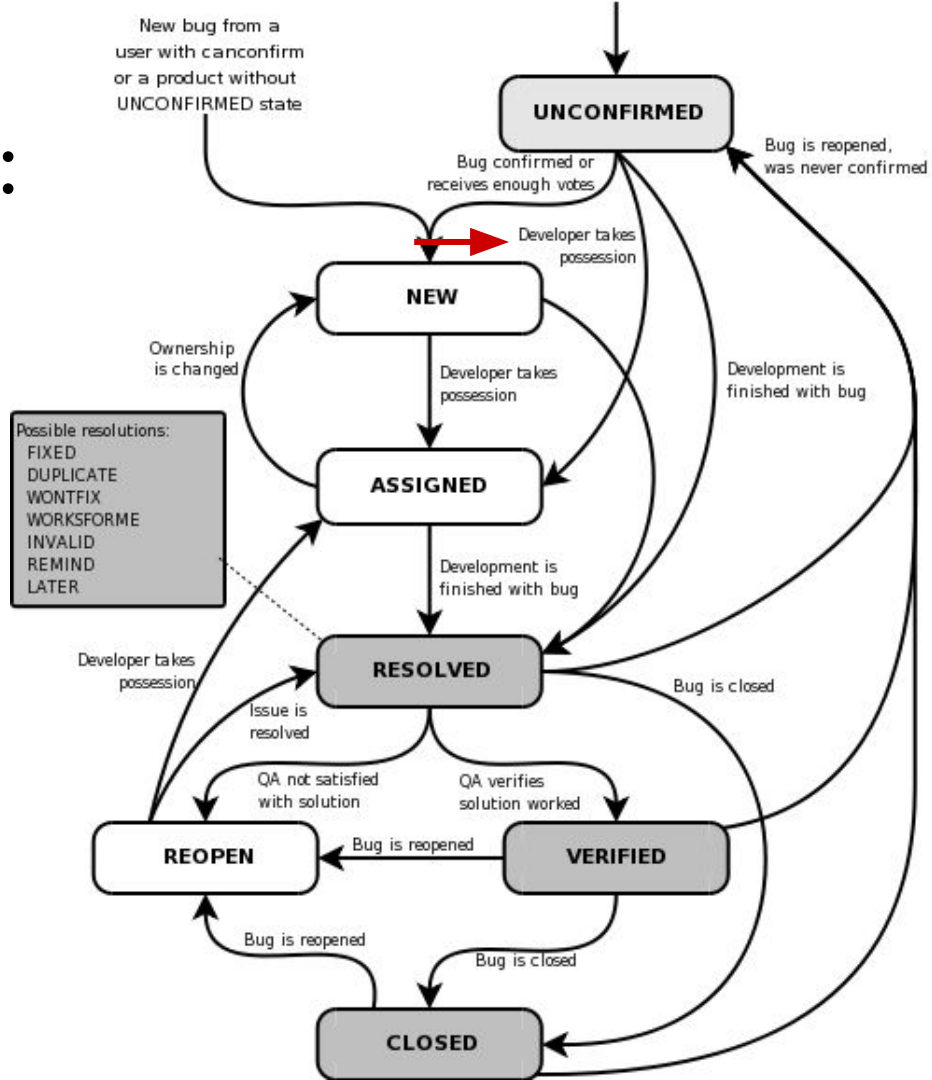 New bug from a
user with canconfirm
or a product without
UNCONFIRMED state
UNCONFIRMED
Bug is reopened,
was never confirmed
Bug confirmed or
receives enough votes
Developer takes
possession
NEW
Ownership
is changed
Developer takes
possession
Development is
finished with bug
Possible resolutions:
FIXED
DUPLICATE
WONTFIX
WORKSFORME
INVALID
REMIND
LATER
ASSIGNED
Development is
finished with bug
Developer takes
possession
RESOLVED
Bug is closed
Issue is
resolved
QA not satisfied
with solution
QA verifies
solution worked
REOPEN
Bug is reopened
VERIFIED
Bug is reopened
Bug is closed
CLOSED